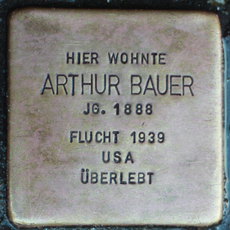 HIER WOHNTE
ARTHUR BAUER
JG. 1888
FLUCHT 1939
USA
ÜBERLEBT